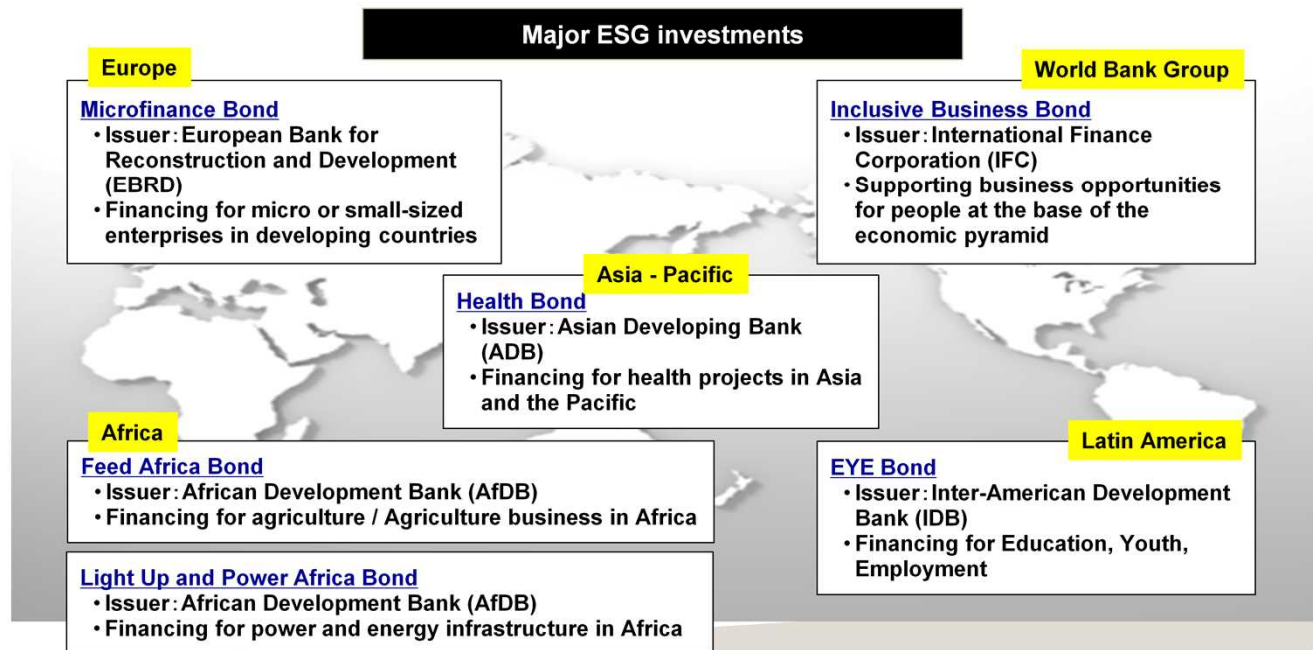 Major ESG investments
Europe
Microfinance Bond
・Issuer：European Bank for
Reconstruction and Development
(EBRD)
・Financing for micro or small-sized
enterprises in developing countries
World Bank Group
Inclusive Business Bond
・Issuer：International Finance
Corporation (IFC)
・Supporting business opportunities
for people at the base of the
economic pyramid
Asia - Pacific
Health Bond
・Issuer：Asian Developing Bank
(ADB)
・Financing for health projects in Asia
and the Pacific
Africa
Feed Africa Bond
・Issuer：African Development Bank (AfDB)
・Financing for agriculture / Agriculture business in Africa
Light Up and Power Africa Bond
・Issuer：African Development Bank (AfDB)
・Financing for power and energy infrastructure in Africa
Latin America
EYE Bond
・Issuer：Inter-American Development
Bank (IDB)
・Financing for Education, Youth,
Employment